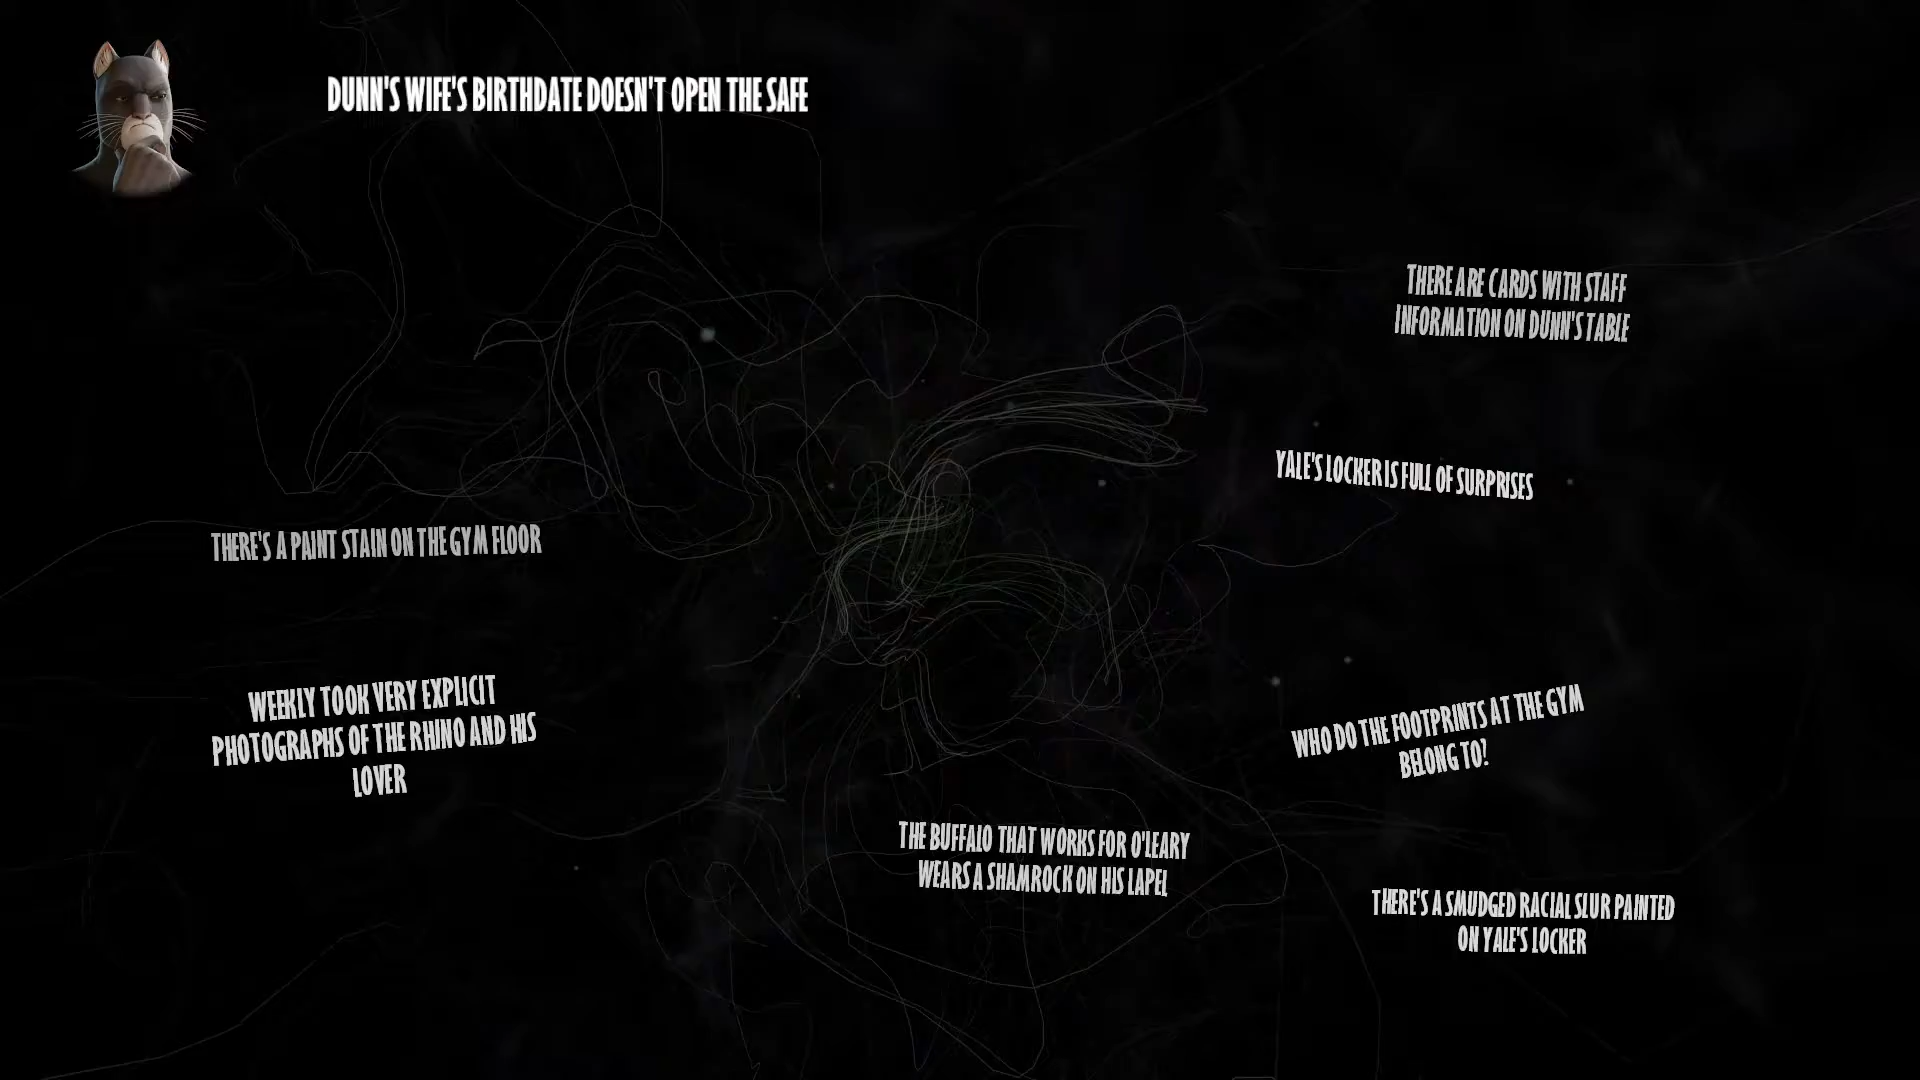 DUNN'S WIFE'S BIRTHDATE DOESN'T OPEN THE SAFE
THERE ARE CARDS WITH STAFF
INFORMATION ON DUNN'S TABLE
YALE'S LOCKER IS FULL OF SURPRISES
THERE'S A PAINT STAIN ON THE GYM FLOOR
WEEKLY TOOK VERY EXPLICIT
PHOTOGRAPHS OF THE RHINO AND HIS
LOVER
WHO DO THE FOOTPRINTS AT THE GYM
BELONG TO?
THE BUFFALO THAT WORKS FOR O'LEARY
WEARS A SHAMROCK ON HIS LAPEL
THERE'S A SMUDGED RACIAL SLUR PAINTED
ON YALE'S LOCKER